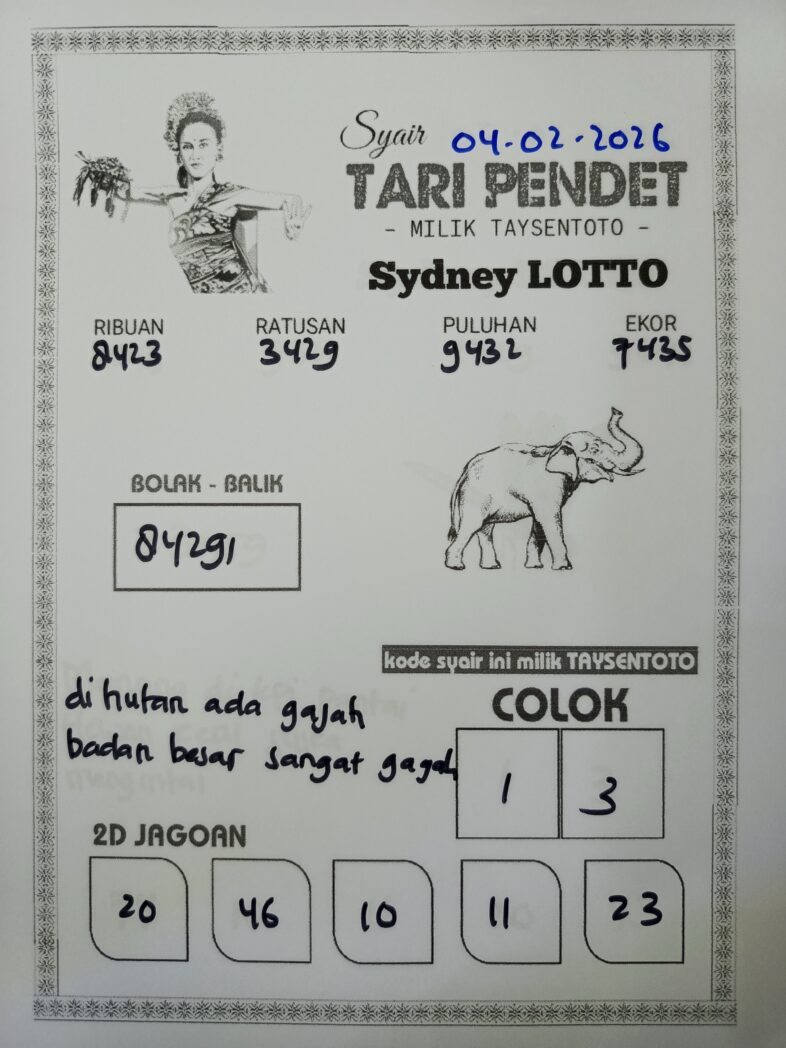 Syair 04-02-2026
TARI PENDET
- MILIK TAYSENTOTO -
Sydney LOTTO
RIBUAN RATUSAN PULUHAN EKOR
8423 3429 9432 7435
BOLAK - BALIK
84291
kode syair ini milik TAYSENTOTO
di hutan ada gajah
badan besar sangat gagah
COLOK
1 3
2D JAGOAN
20 46 10 11 23